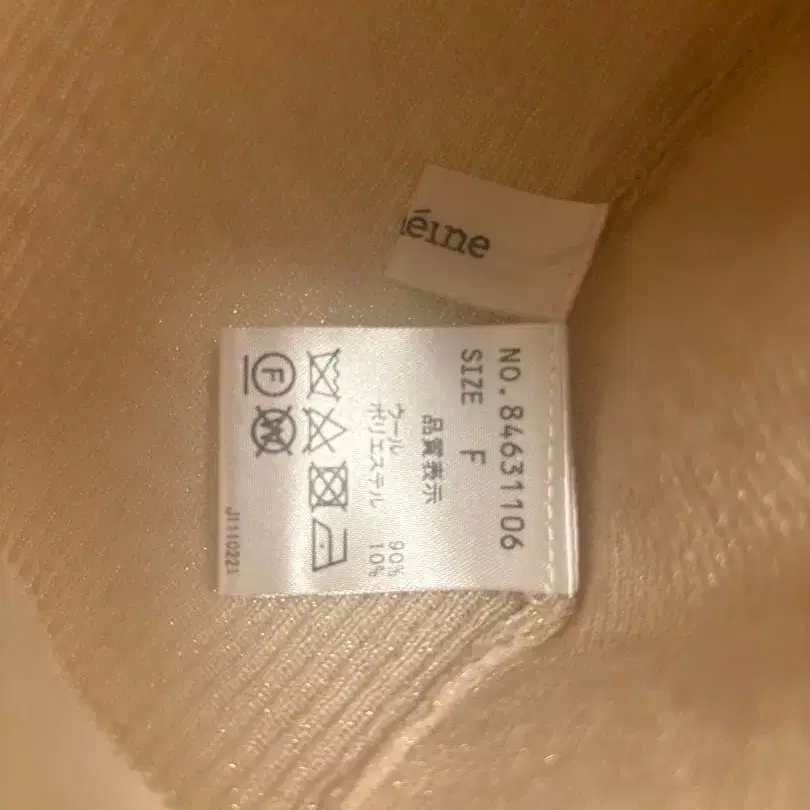 éine
NO.84631106
SIZE F
品質表示
ウール 90%
ポリエステル 10%
F W
J1110221